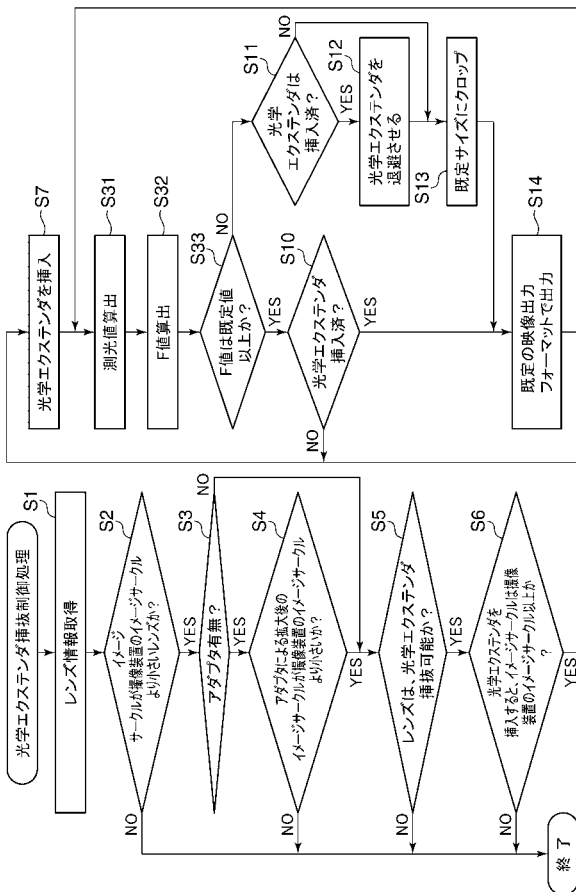 光学エクステンダ挿抜制御処理
レンズ情報取得
S1
イメージ
サークルが撮像装置のイメージサークル
より小さいレンズか?
S2
NO
YES
アダプタ有無?
S3
NO
YES
アダプタによる拡大後の
イメージサークルが撮像装置のイメージサークル
より小さいか?
S4
NO
YES
レンズは、光学エクステンダ
挿抜可能か?
S5
NO
YES
光学エクステンダを
挿入すると、イメージサークルは撮像
装置のイメージサークル以上か
?
S6
NO
YES
終了
光学エクステンダを挿入
S7
測光値算出
S31
F値算出
S32
F値は既定値
以上か?
S33
NO
YES
光学エクステンダ
挿入済?
S10
NO
YES
光学
エクステンダは
挿入済?
S11
NO
YES
光学エクステンダを
退避させる
S12
既定サイズにクロップ
S13
既定の映像出力
フォーマットで出力
S14